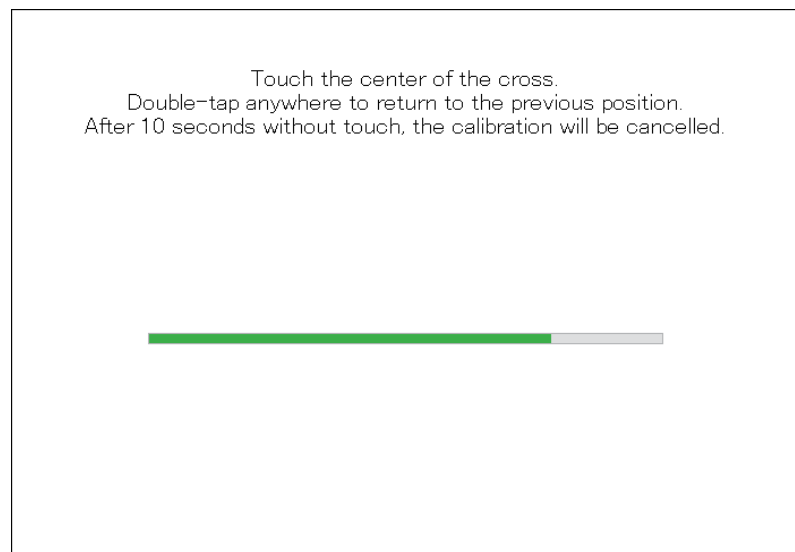 Touch the center of the cross.
Double-tap anywhere to return to the previous position.
After 10 seconds without touch, the calibration will be cancelled.